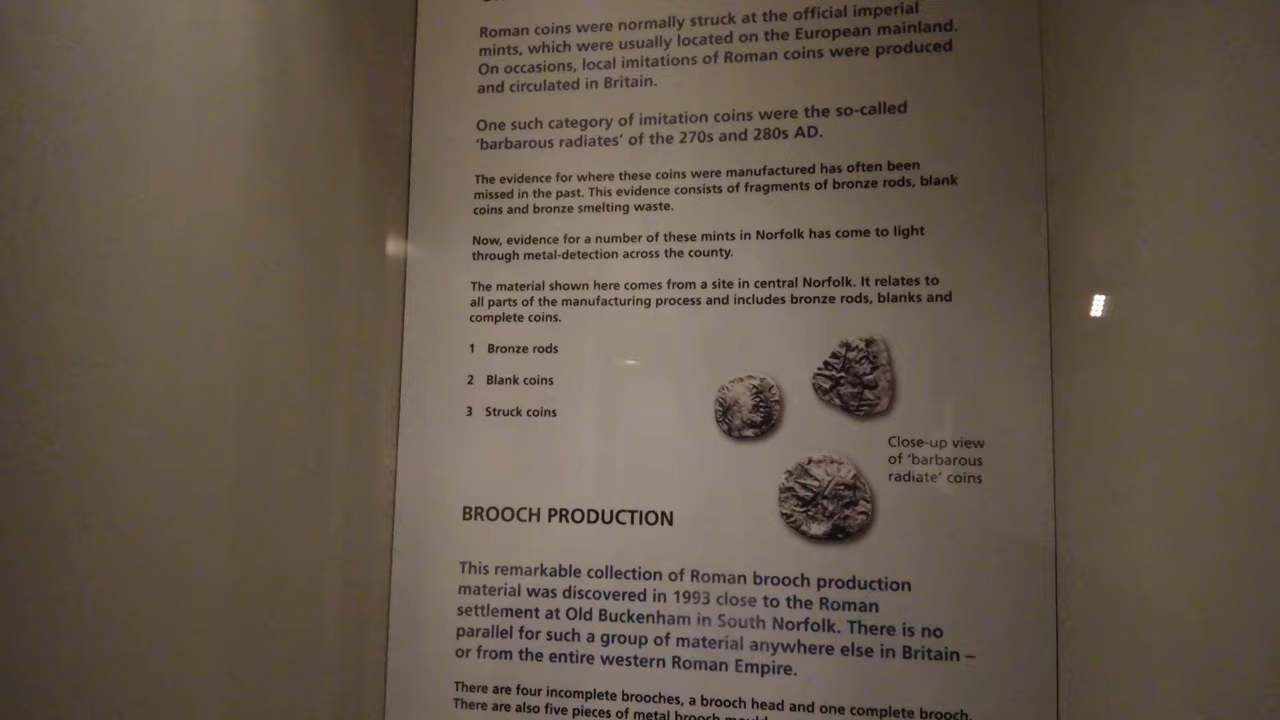 Roman coins were normally struck at the official imperial
mints, which were usually located on the European mainland.
On occasions, local imitations of Roman coins were produced
and circulated in Britain.
One such category of imitation coins were the so-called
'barbarous radiates' of the 270s and 280s AD.
The evidence for where these coins were manufactured has often been
missed in the past. This evidence consists of fragments of bronze rods, blank
coins and bronze smelting waste.
Now, evidence for a number of these mints in Norfolk has come to light
through metal-detection across the county.
The material shown here comes from a site in central Norfolk. It relates to
all parts of the manufacturing process and includes bronze rods, blanks and
complete coins.
1 Bronze rods
2 Blank coins
3 Struck coins
Close-up view
of 'barbarous
radiate' coins
BROOCH PRODUCTION
This remarkable collection of Roman brooch production
material was discovered in 1993 close to the Roman
settlement at Old Buckenham in South Norfolk. There is no
parallel for such a group of material anywhere else in Britain –
or from the entire western Roman Empire.
There are four incomplete brooches, a brooch head and one complete brooch.
There are also five pieces of metal brooch